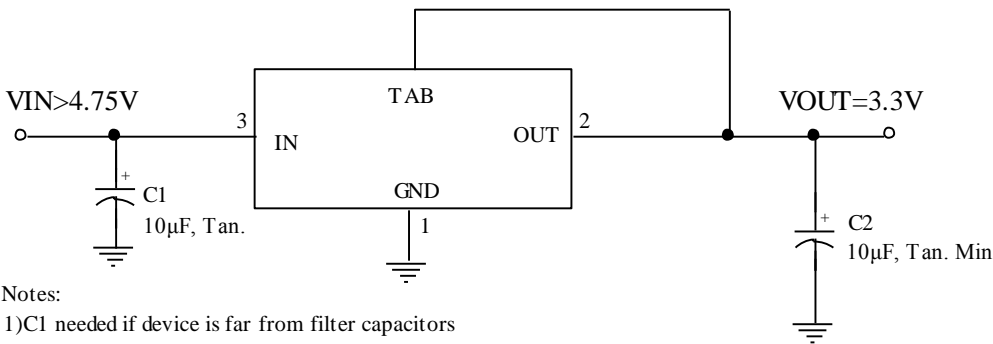 TAB
VIN>4.75V
VOUT=3.3V
3
IN
OUT
2
+
C1
10μF, Tan.
GND
1
+
C2
10μF, Tan. Min
Notes:
1)C1 needed if device is far from filter capacitors